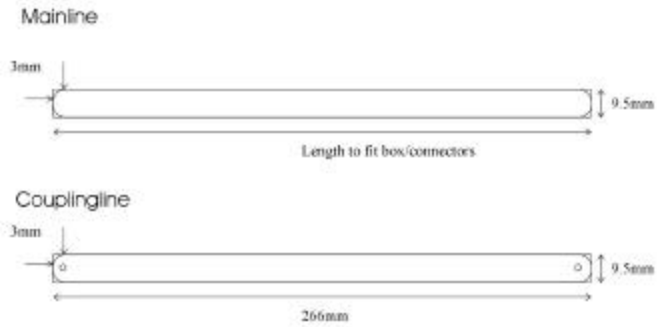 Mainline
3mm
9.5mm
Length to fit box/connectors
Couplingline
3mm
9.5mm
266mm